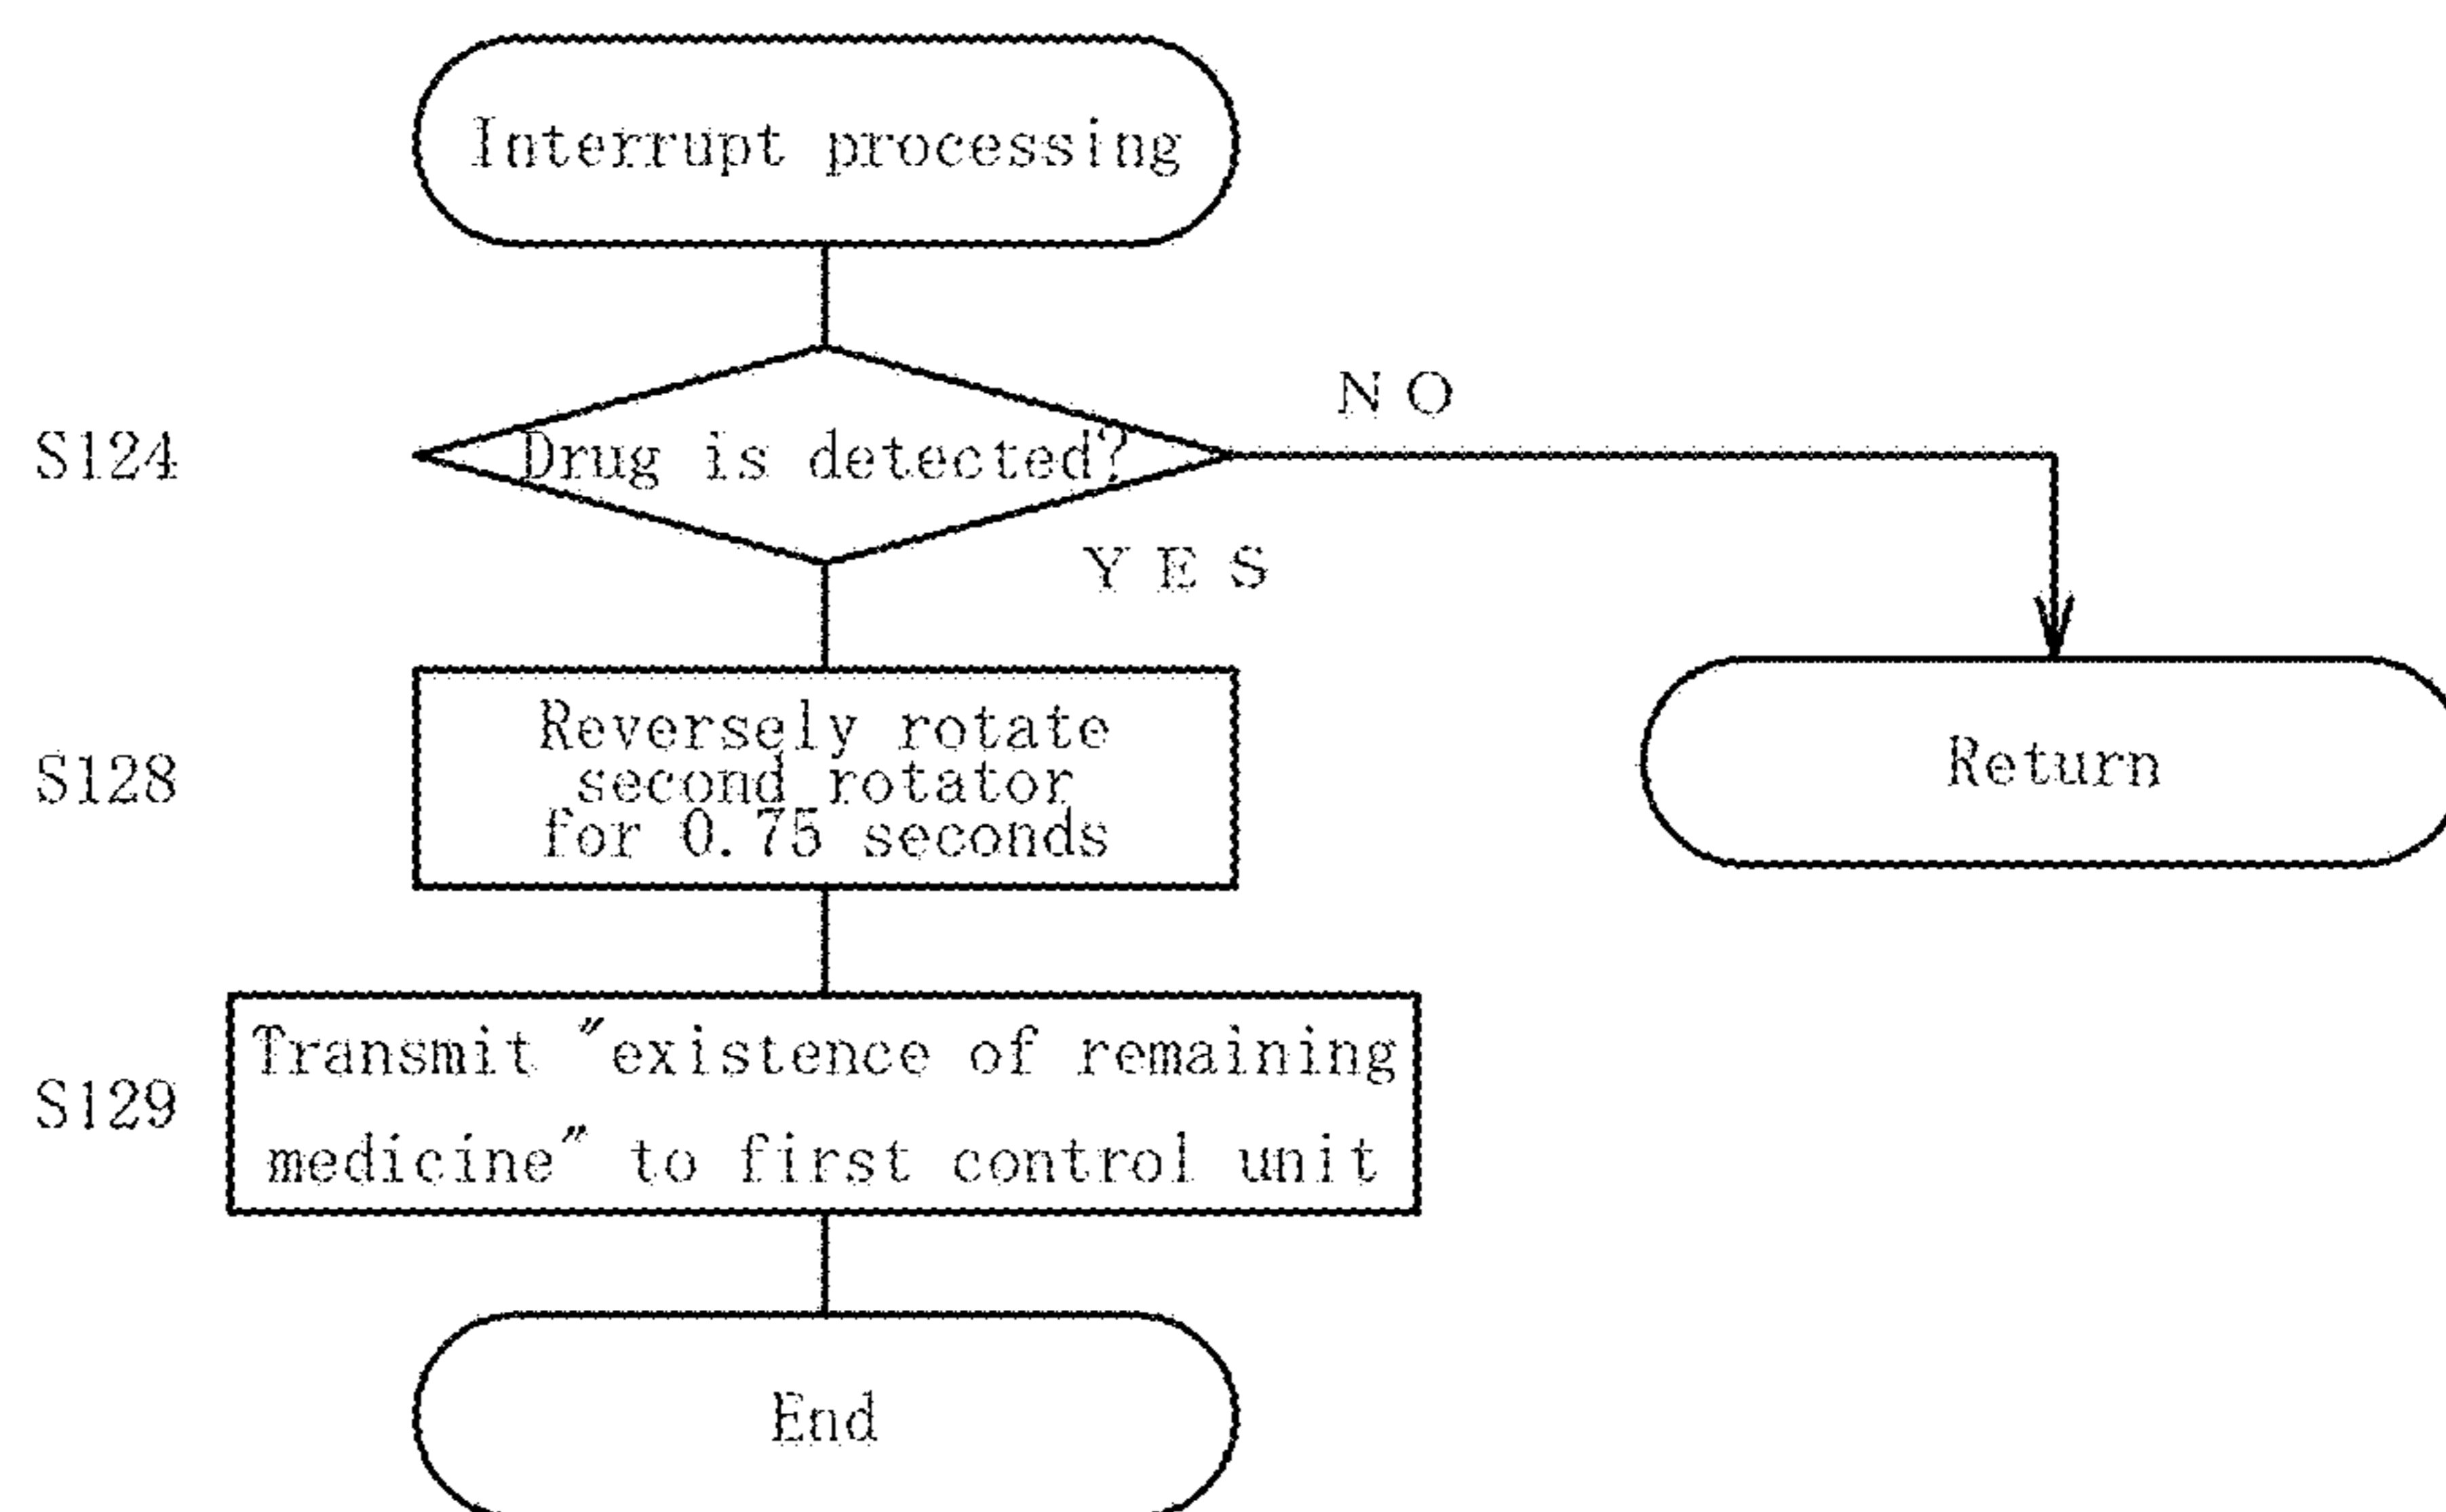 Interrupt processing
NO
S124
Drug is detected?
YES
Reversely rotate
S128
second rotator
for 0.75 seconds
Return
Transmit "existence of remaining
S129
medicine" to first control unit
End